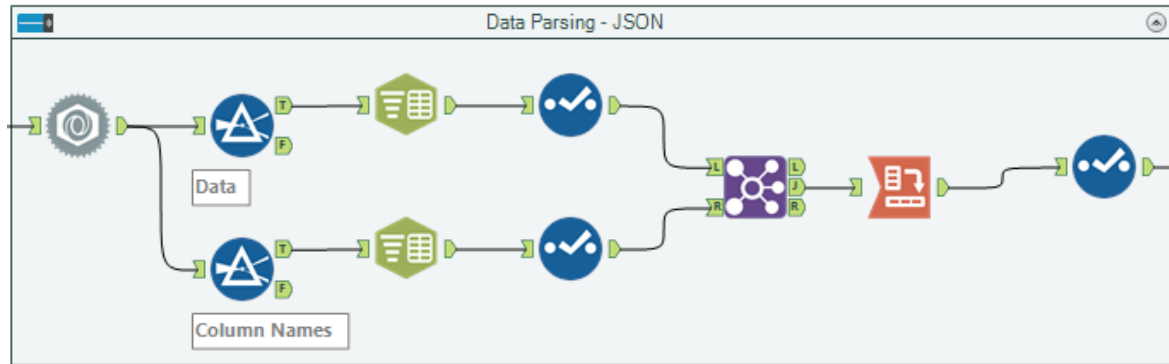 Data Parsing - JSON
T
F
Data
L
L
J
R
R
T
F
Column Names